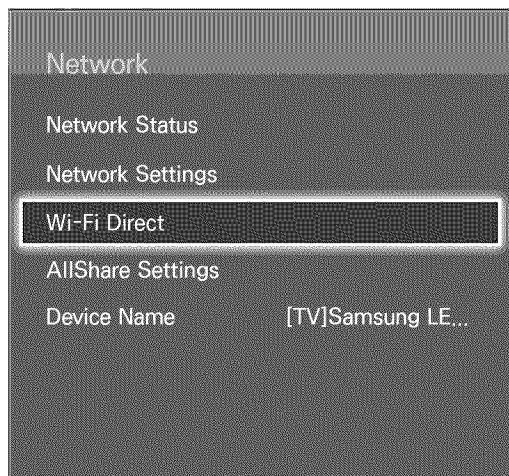 Network
Network Status
Network Settings
Wi-Fi Direct
AllShare Settings
Device Name [TV]Samsung LE...